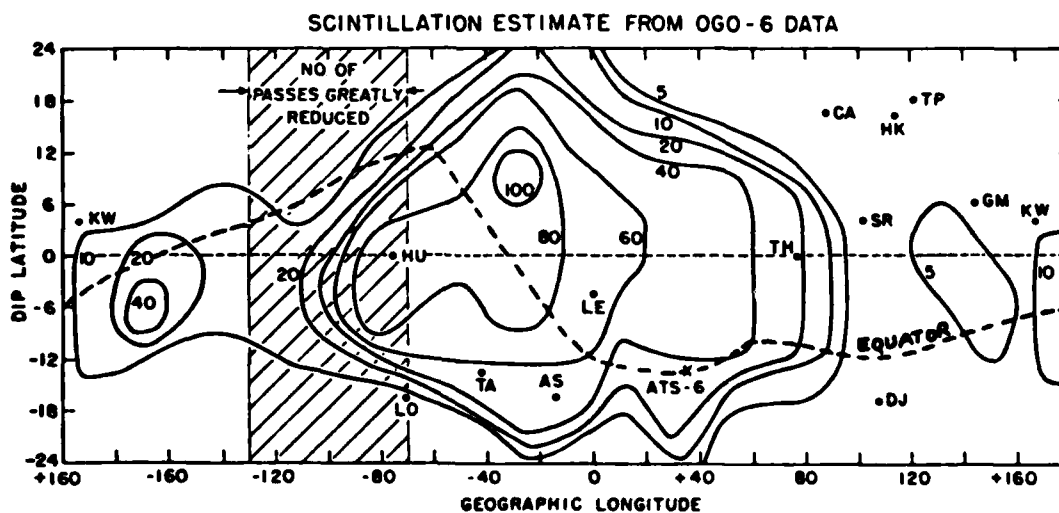 SCINTILLATION ESTIMATE FROM OGO-6 DATA
24
18
12
6
0
-6
-12
-18
-24
DIP LATITUDE
NO. OF
PASSES GREATLY
REDUCED
5
10
20
40
CA
TP
HK
100
KW
GM
KW
SR
10
20
40
20
HU
80
60
TH
5
10
LE
EQUATOR
TA
AS
ATS-6
LO
DJ
+160
-160
-120
-80
-40
0
+40
80
120
160
GEOGRAPHIC LONGITUDE